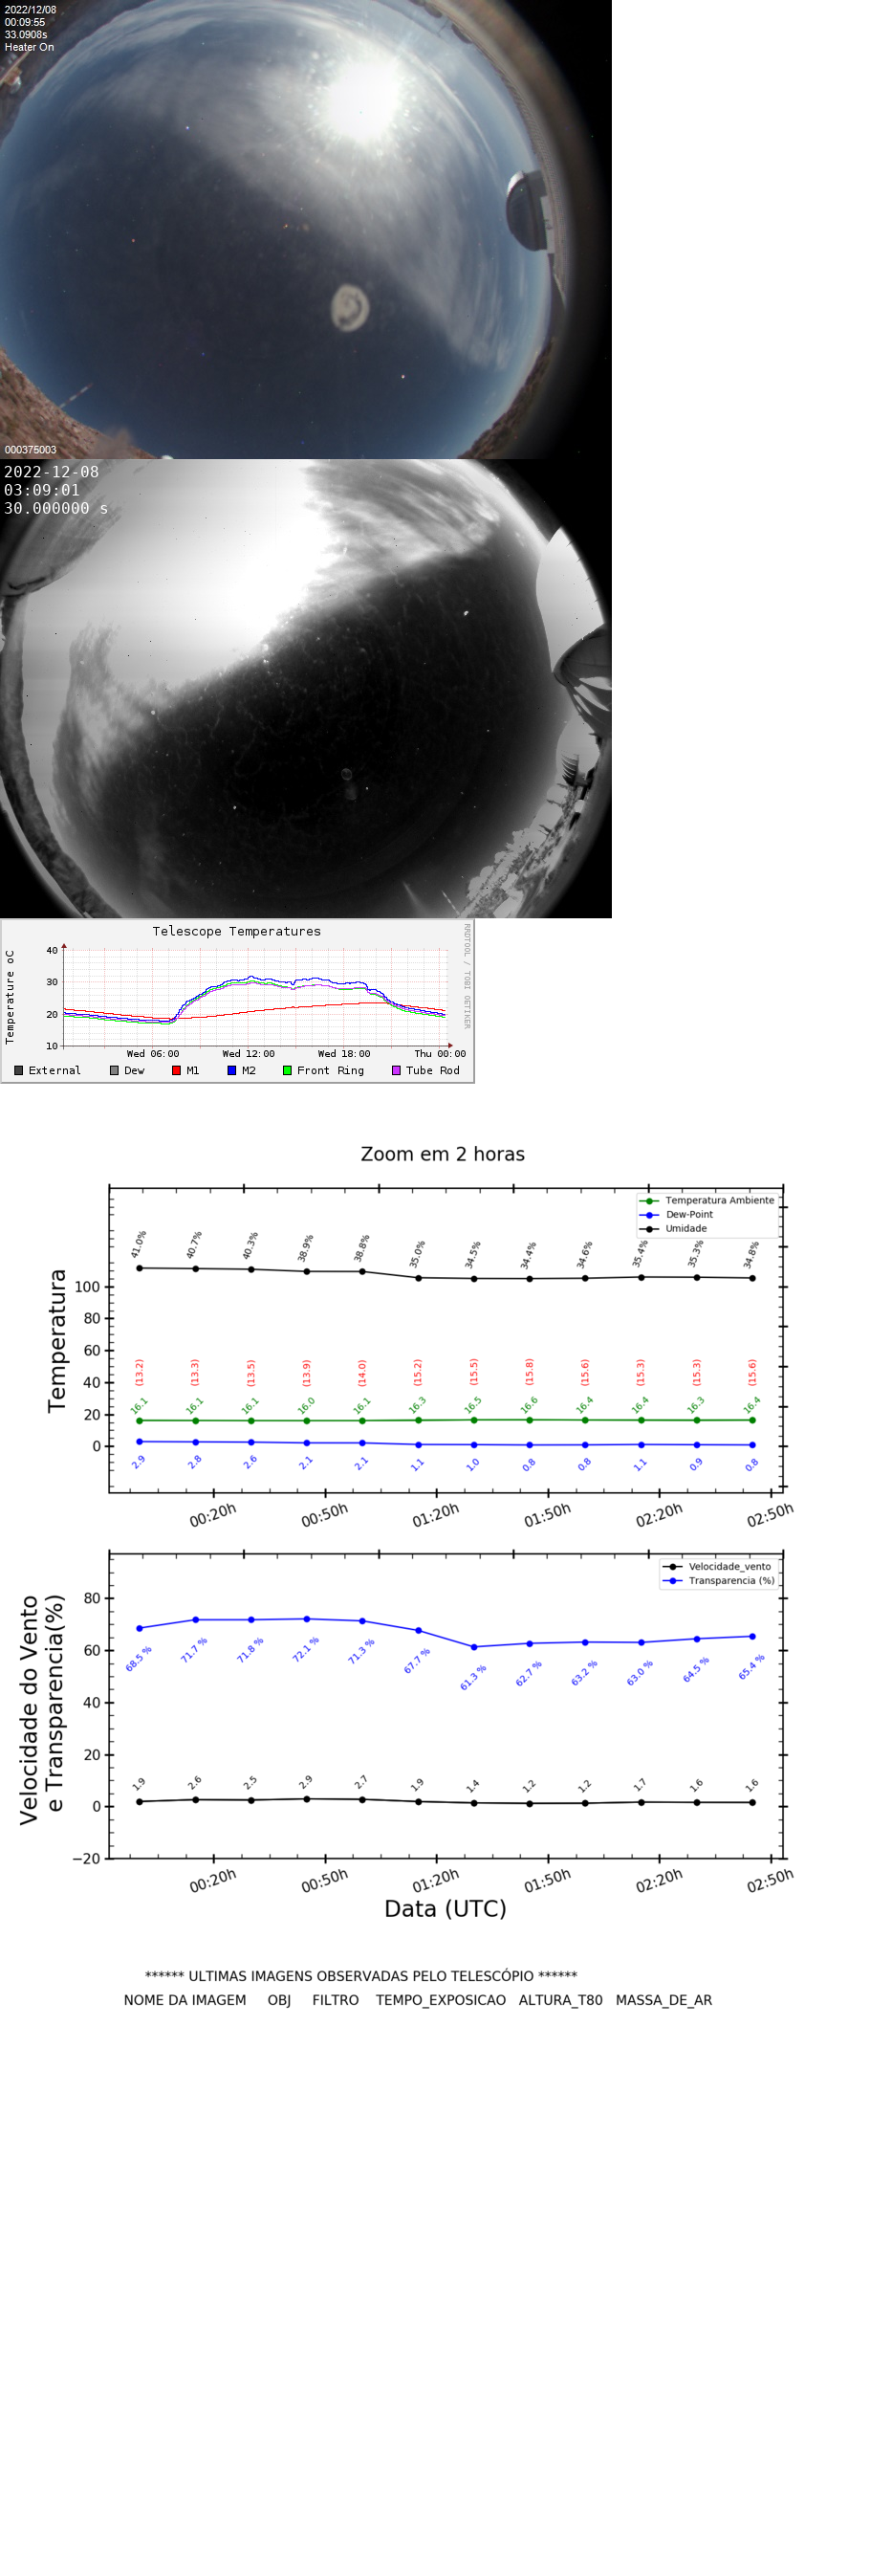 2022/12/08
00:09:55
33.0908s
Heater On
000375003
2022-12-08
03:09:01
30.000000 s
Telescope Temperatures
RRDTOOL / TOBI OETIKER
Temperature oC
40
30
20
10
Wed 06:00 Wed 12:00 Wed 18:00 Thu 00:00
External Dew M1 M2 Front Ring Tube Rod
Zoom em 2 horas
Temperatura Ambiente
Dew-Point
Umidade
41.0% 40.7% 40.3% 38.9% 38.8% 35.0% 34.5% 34.4% 34.6% 35.4% 35.3% 34.8%
Temperatura
100
80
60
40
20
0
(13.2) (13.3) (13.5) (13.9) (14.0) (15.2) (15.5) (15.8) (15.6) (15.3) (15.3) (15.6)
16.1 16.1 16.1 16.0 16.1 16.3 16.5 16.6 16.4 16.4 16.3 16.4
2.9 2.8 2.6 2.1 2.1 1.1 1.0 0.8 0.8 1.1 0.9 0.8
00:20h 00:50h 01:20h 01:50h 02:20h 02:50h
Velocidade_vento
Transparencia (%)
Velocidade do Vento
e Transparencia(%)
80
60
40
20
0
−20
68.5 % 71.7 % 71.8 % 72.1 % 71.3 % 67.7 % 61.3 % 62.7 % 63.2 % 63.0 % 64.5 % 65.4 %
1.9 2.6 2.5 2.9 2.7 1.9 1.4 1.2 1.2 1.7 1.6 1.6
00:20h 00:50h 01:20h 01:50h 02:20h 02:50h
Data (UTC)
****** ULTIMAS IMAGENS OBSERVADAS PELO TELESCÓPIO ******
NOME DA IMAGEM OBJ FILTRO TEMPO_EXPOSICAO ALTURA_T80 MASSA_DE_AR